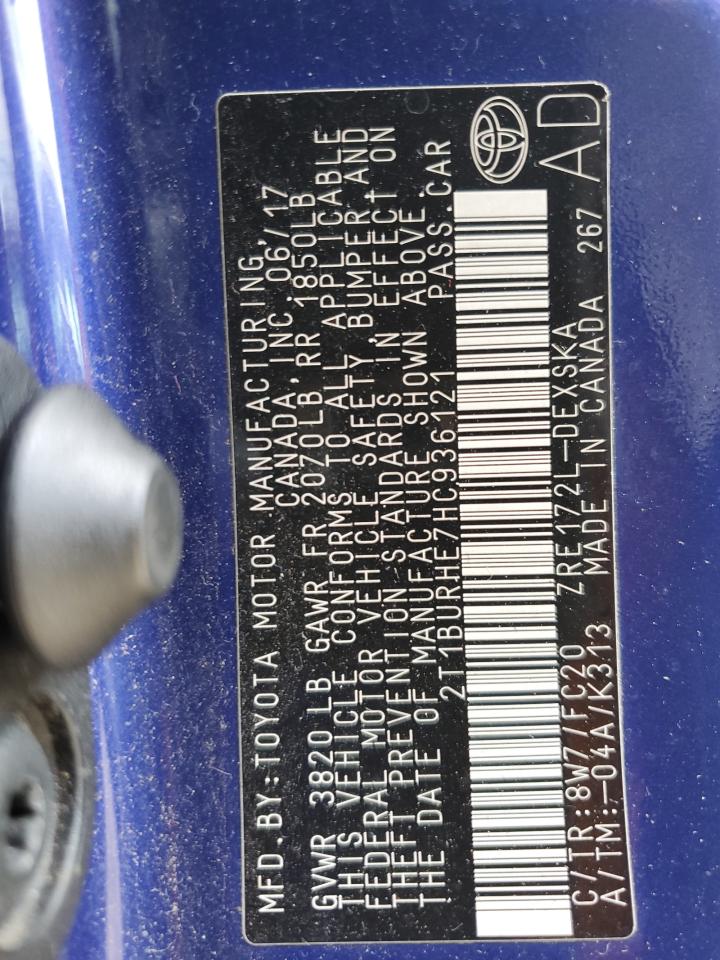 MFD.BY:TOYOTA MOTOR MANUFACTURING,
CANADA, INC. 06/17
GVWR 3820 LB GAWR FR 2070LB, RR 1850LB
THIS VEHICLE CONFORMS TO ALL APPLICABLE
FEDERAL MOTOR VEHICLE SAFETY, BUMPER AND
THEFT PREVENTION STANDARDS IN EFFECT ON
THE DATE OF MANUFACTURE SHOWN ABOVE.
2T1BURHE7HC936121 PASS.CAR
C/TR:8W7/FC20 ZRE172L-DEXSKA
A/TM:-04A/K313 MADE IN CANADA 267
AD